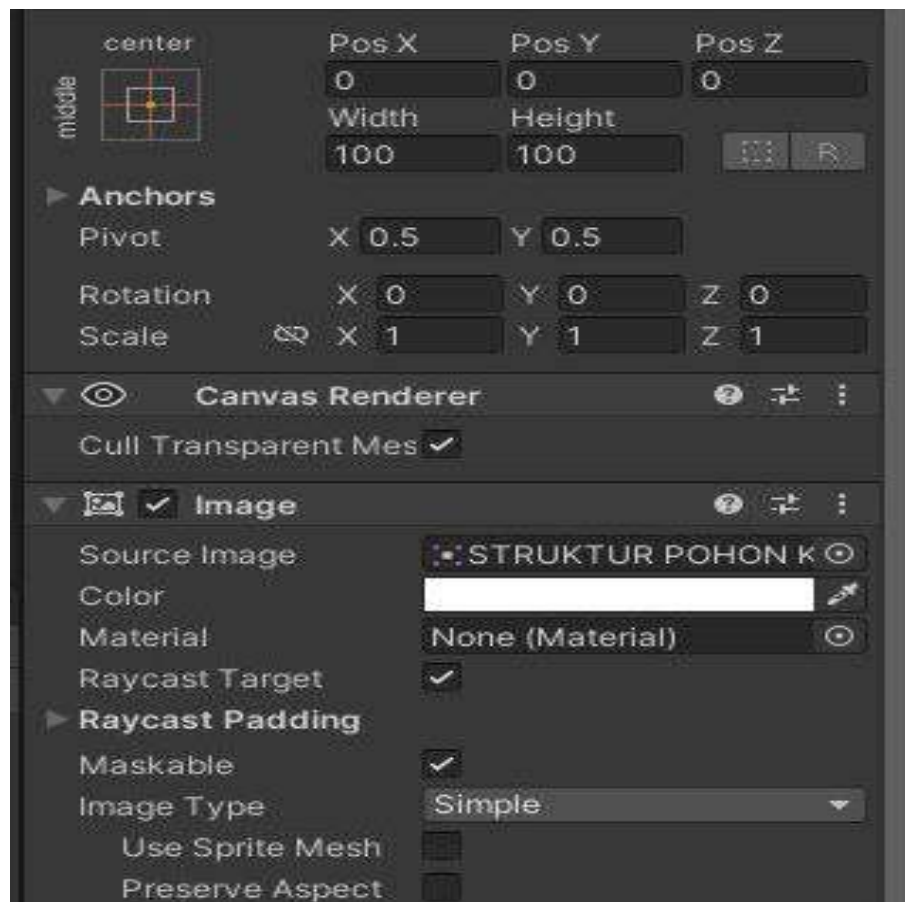 center Pos X Pos Y Pos Z
middle 0 0 0
Width Height
100 100 R
Anchors
Pivot X 0.5 Y 0.5
Rotation X 0 Y 0 Z 0
Scale X 1 Y 1 Z 1
Canvas Renderer
Cull Transparent Mes
Image
Source Image STRUKTUR POHON K
Color
Material None (Material)
Raycast Target
Raycast Padding
Maskable
Image Type Simple
Use Sprite Mesh
Preserve Aspect